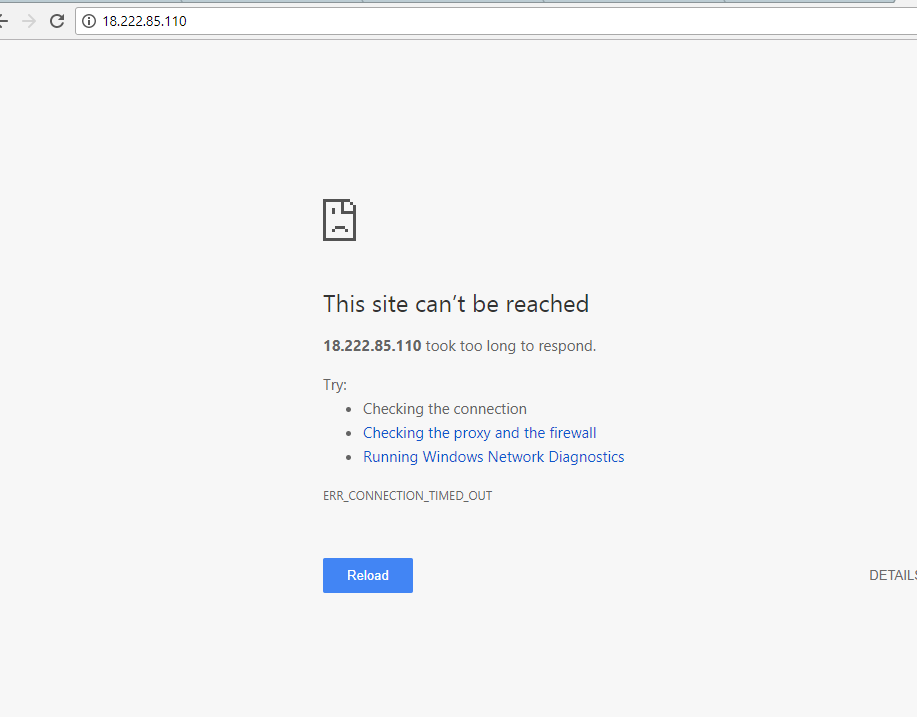 18.222.85.110
This site can’t be reached
18.222.85.110 took too long to respond.
Try:
Checking the connection
Checking the proxy and the firewall
Running Windows Network Diagnostics
ERR_CONNECTION_TIMED_OUT
Reload
DETAILS